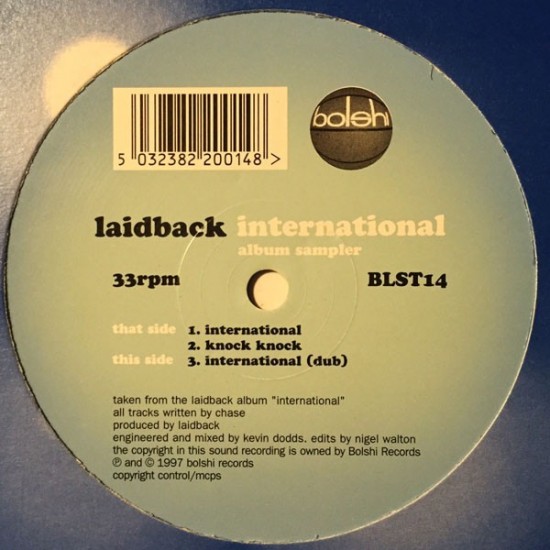 bolshi
5 032382 200148 >
laidback international
album sampler
33rpm BLST14
that side 1. international
2. knock knock
this side 3. international (dub)
taken from the laidback album "international"
all tracks written by chase
produced by laidback
engineered and mixed by kevin dodds. edits by nigel walton
the copyright in this sound recording is owned by Bolshi Records
℗ and © 1997 bolshi records
copyright control/mcps